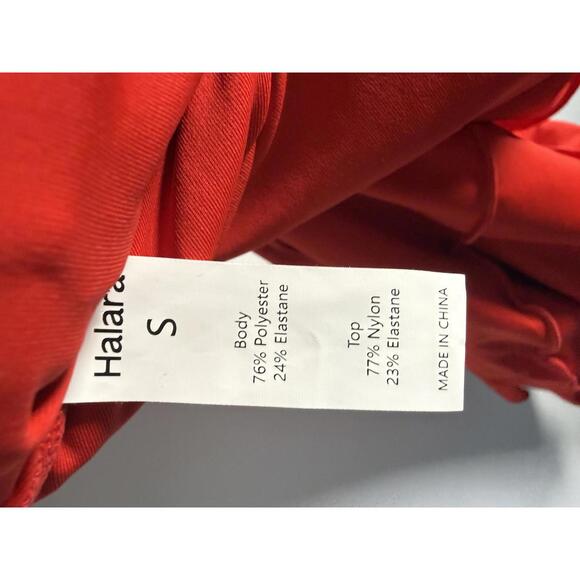 Halara
S
Body
76% Polyester
24% Elastane
Top
77% Nylon
23% Elastane
MADE IN CHINA